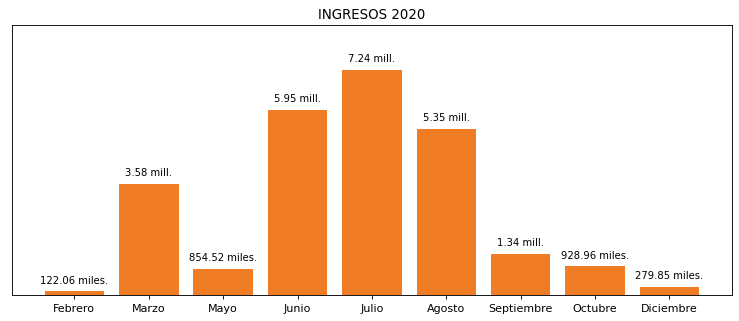 INGRESOS 2020
7.24 mill.
5.95 mill.
5.35 mill.
3.58 mill.
1.34 mill.
854.52 miles.
928.96 miles.
122.06 miles.
279.85 miles.
Febrero Marzo Mayo Junio Julio Agosto Septiembre Octubre Diciembre